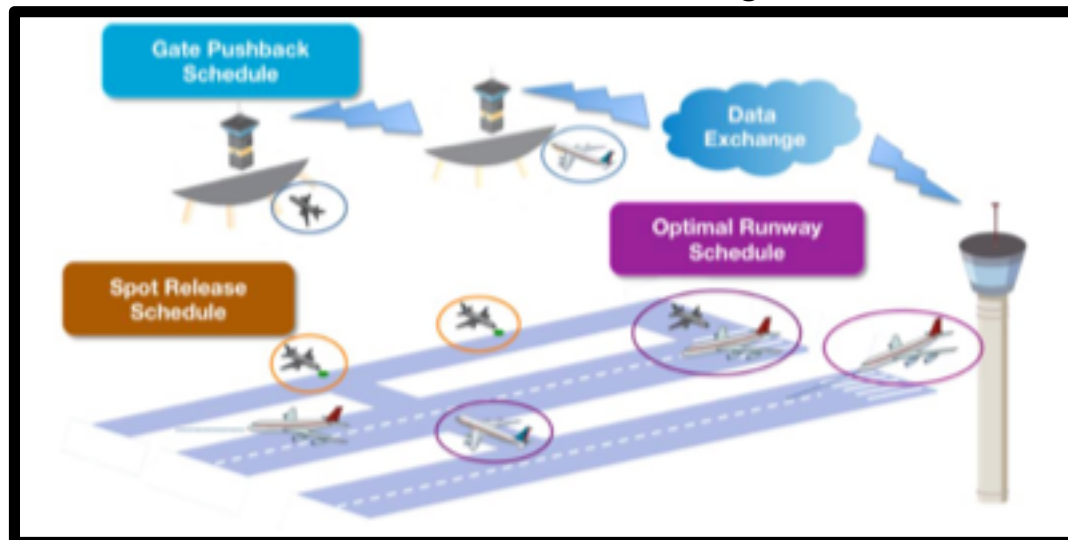 Gate Pushback
Schedule
Data
Exchange
Optimal Runway
Schedule
Spot Release
Schedule